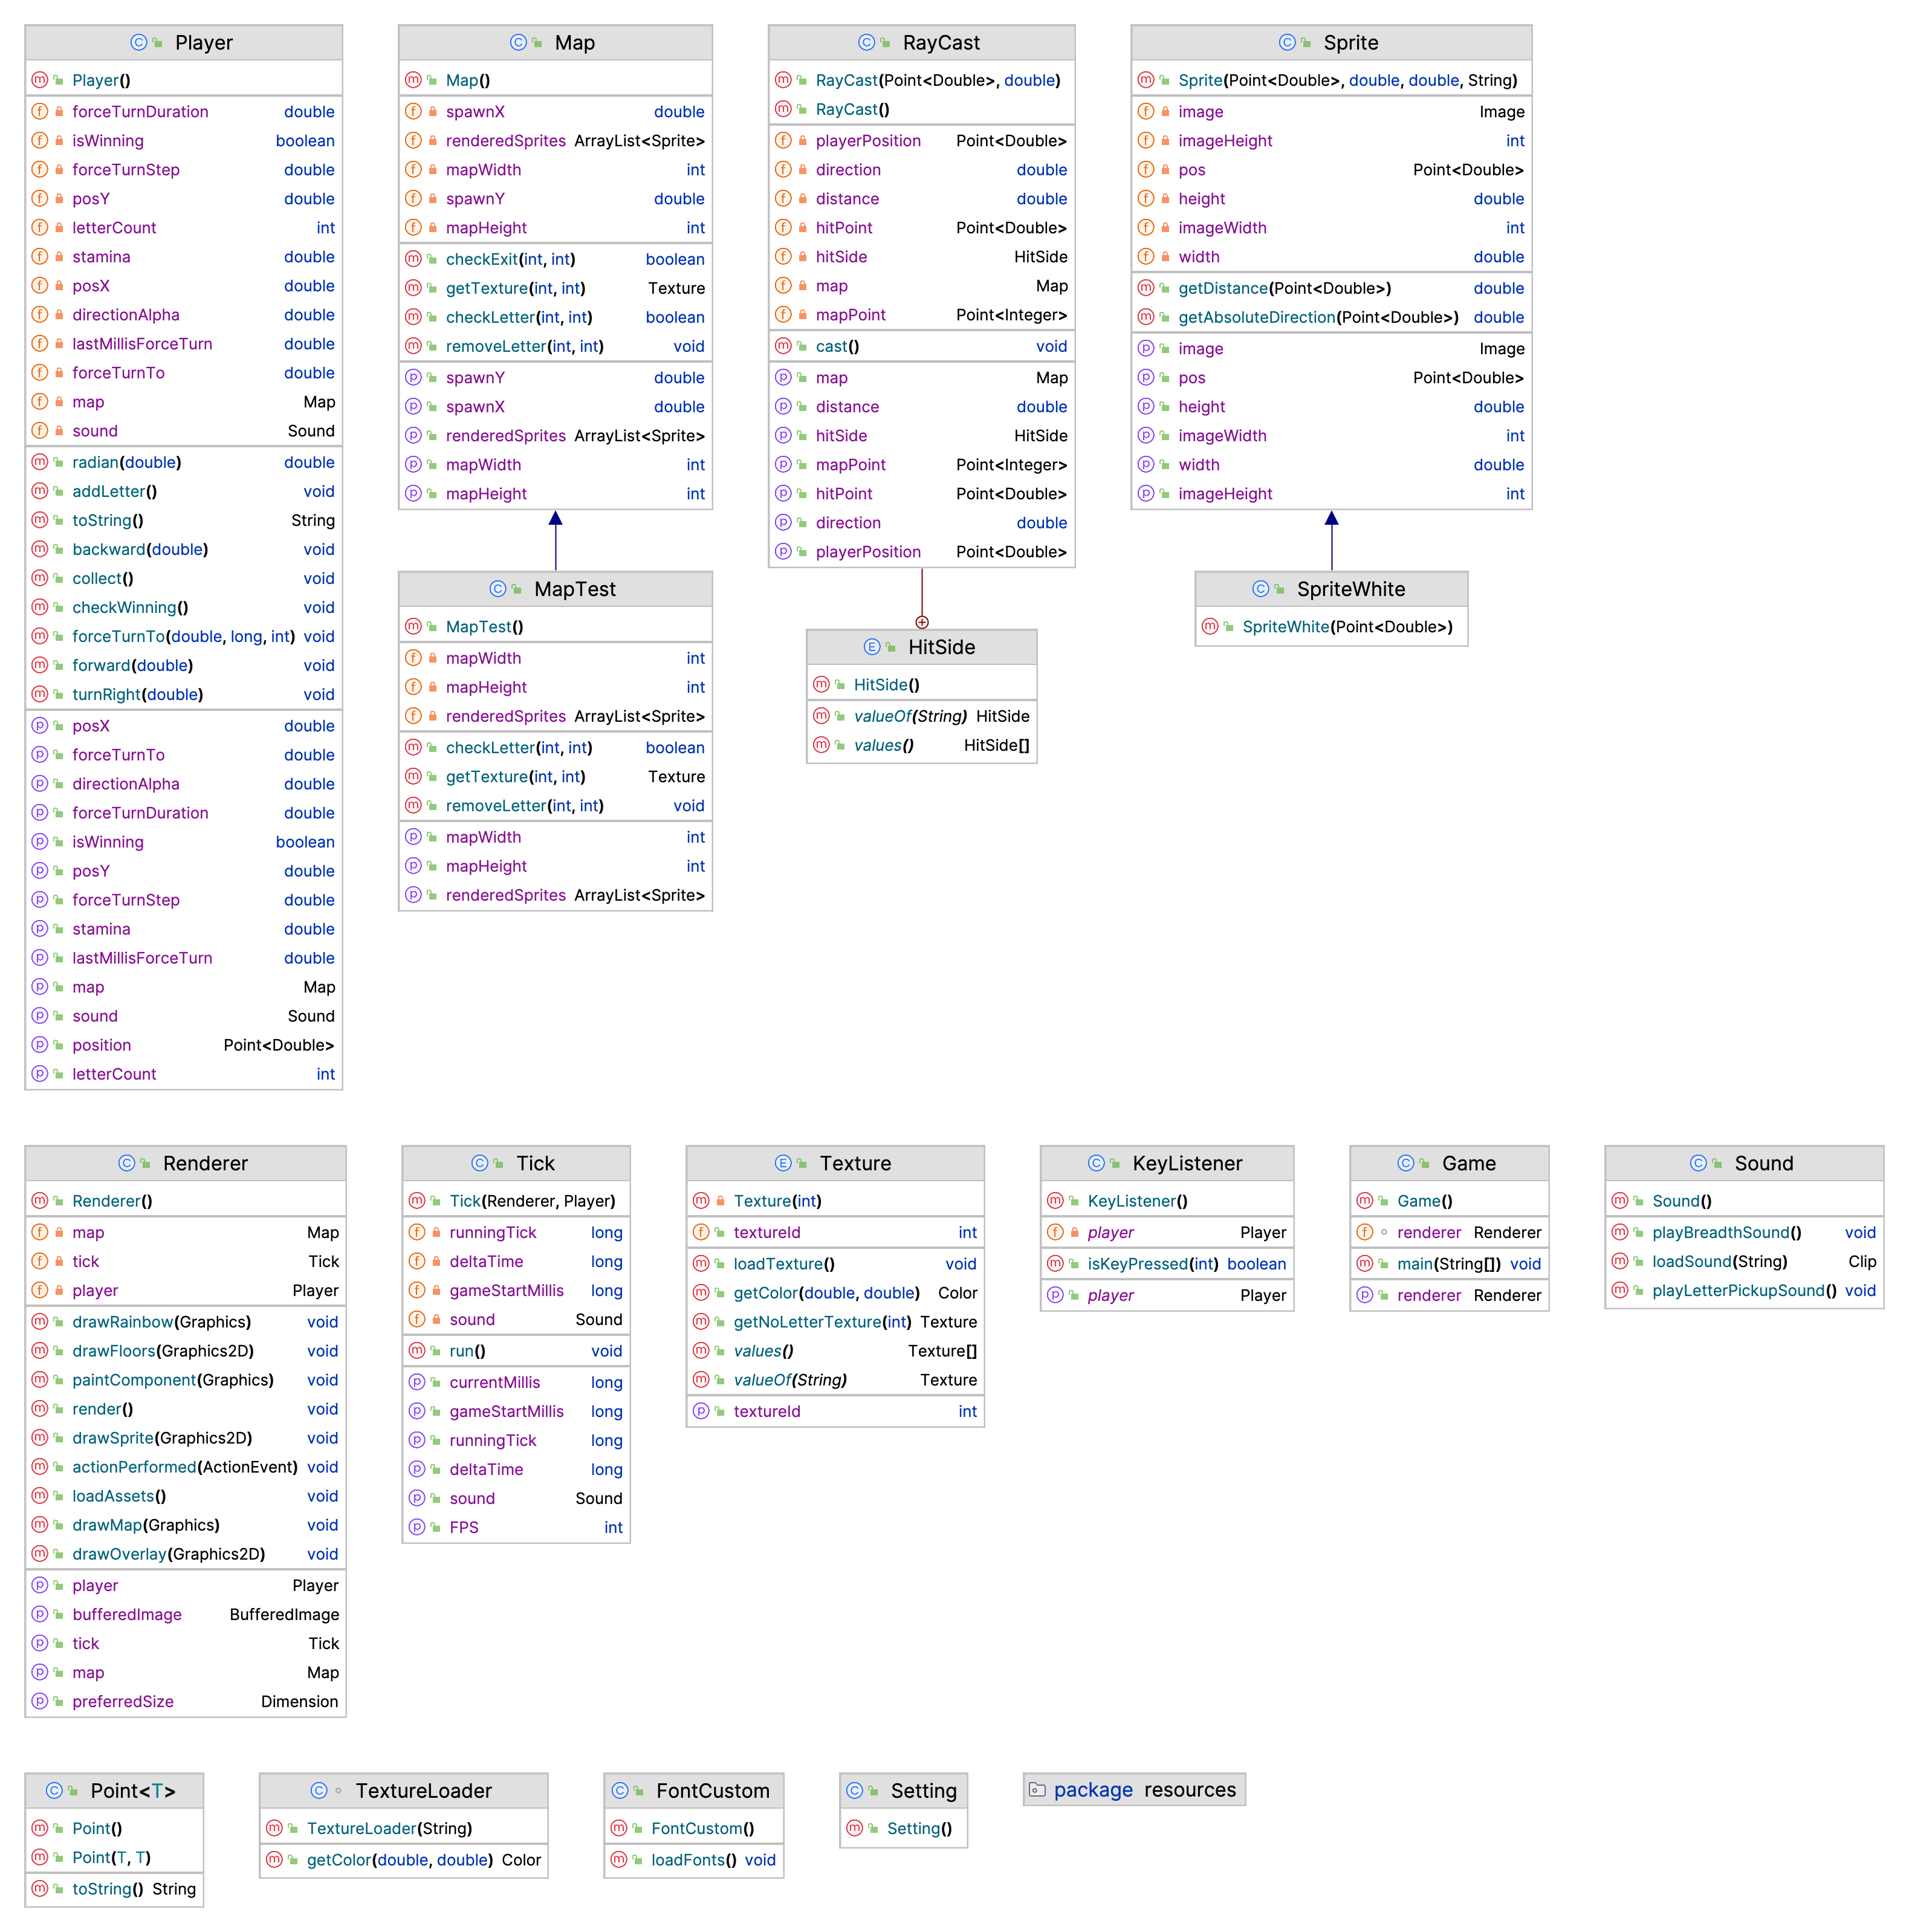 Player
Player()
forceTurnDuration double
isWinning boolean
forceTurnStep double
posY double
letterCount int
stamina double
posX double
directionAlpha double
lastMillisForceTurn double
forceTurnTo double
map Map
sound Sound
radian(double) double
addLetter() void
toString() String
backward(double) void
collect() void
checkWinning() void
forceTurnTo(double, long, int) void
forward(double) void
turnRight(double) void
posX double
forceTurnTo double
directionAlpha double
forceTurnDuration double
isWinning boolean
posY double
forceTurnStep double
stamina double
lastMillisForceTurn double
map Map
sound Sound
position Point<Double>
letterCount int
Map
Map()
spawnX double
renderedSprites ArrayList<Sprite>
mapWidth int
spawnY double
mapHeight int
checkExit(int, int) boolean
getTexture(int, int) Texture
checkLetter(int, int) boolean
removeLetter(int, int) void
spawnY double
spawnX double
renderedSprites ArrayList<Sprite>
mapWidth int
mapHeight int
MapTest
MapTest()
mapWidth int
mapHeight int
renderedSprites ArrayList<Sprite>
checkLetter(int, int) boolean
getTexture(int, int) Texture
removeLetter(int, int) void
mapWidth int
mapHeight int
renderedSprites ArrayList<Sprite>
RayCast
RayCast(Point<Double>, double)
RayCast()
playerPosition Point<Double>
direction double
distance double
hitPoint Point<Double>
hitSide HitSide
map Map
mapPoint Point<Integer>
cast() void
map Map
distance double
hitSide HitSide
mapPoint Point<Integer>
hitPoint Point<Double>
direction double
playerPosition Point<Double>
HitSide
HitSide()
valueOf(String) HitSide
values() HitSide[]
Sprite
Sprite(Point<Double>, double, double, String)
image Image
imageHeight int
pos Point<Double>
height double
imageWidth int
width double
getDistance(Point<Double>) double
getAbsoluteDirection(Point<Double>) double
image Image
pos Point<Double>
height double
imageWidth int
width double
imageHeight int
SpriteWhite
SpriteWhite(Point<Double>)
Renderer
Renderer()
map Map
tick Tick
player Player
drawRainbow(Graphics) void
drawFloors(Graphics2D) void
paintComponent(Graphics) void
render() void
drawSprite(Graphics2D) void
actionPerformed(ActionEvent) void
loadAssets() void
drawMap(Graphics) void
drawOverlay(Graphics2D) void
player Player
bufferedImage BufferedImage
tick Tick
map Map
preferredSize Dimension
Tick
Tick(Renderer, Player)
runningTick long
deltaTime long
gameStartMillis long
sound Sound
run() void
currentMillis long
gameStartMillis long
runningTick long
deltaTime long
sound Sound
FPS int
Texture
Texture(int)
textureId int
loadTexture() void
getColor(double, double) Color
getNoLetterTexture(int) Texture
values() Texture[]
valueOf(String) Texture
textureId int
KeyListener
KeyListener()
player Player
isKeyPressed(int) boolean
player Player
Game
Game()
renderer Renderer
main(String[]) void
renderer Renderer
Sound
Sound()
playBreadthSound() void
loadSound(String) Clip
playLetterPickupSound() void
Point<T>
Point()
Point(T, T)
toString() String
TextureLoader
TextureLoader(String)
getColor(double, double) Color
FontCustom
FontCustom()
loadFonts() void
Setting
Setting()
package resources